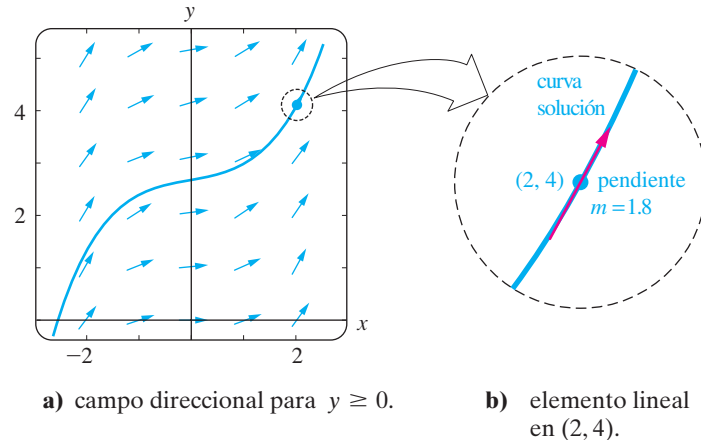 y
4
2
x
−2
2
curva
solución
(2, 4)
pendiente
m = 1.8
a) campo direccional para y ≥ 0.
b) elemento lineal
en (2, 4).